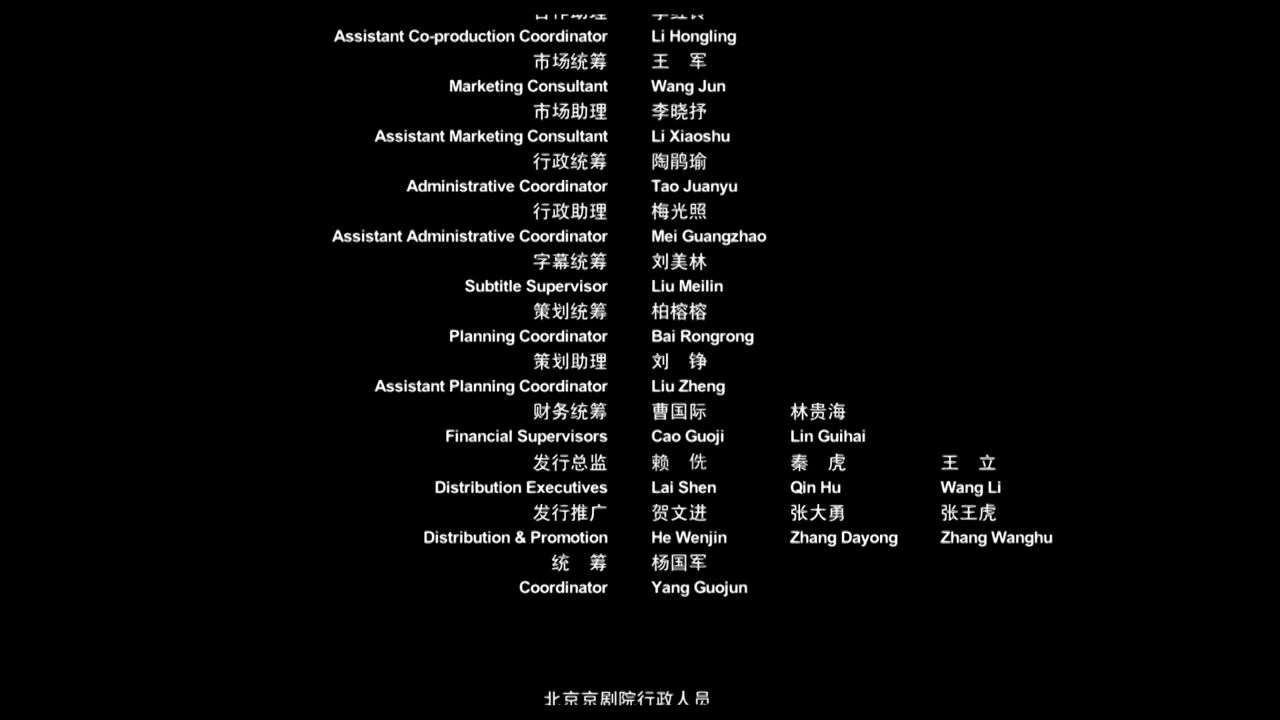 Assistant Co-production Coordinator Li Hongling
市场统筹 王 军
Marketing Consultant Wang Jun
市场助理 李晓抒
Assistant Marketing Consultant Li Xiaoshu
行政统筹 陶鹃瑜
Administrative Coordinator Tao Juanyu
行政助理 梅光照
Assistant Administrative Coordinator Mei Guangzhao
字幕统筹 刘美林
Subtitle Supervisor Liu Meilin
策划统筹 柏榕榕
Planning Coordinator Bai Rongrong
策划助理 刘 铮
Assistant Planning Coordinator Liu Zheng
财务统筹 曹国际 林贵海
Financial Supervisors Cao Guoji Lin Guihai
发行总监 赖 侁 秦 虎 王 立
Distribution Executives Lai Shen Qin Hu Wang Li
发行推广 贺文进 张大勇 张王虎
Distribution & Promotion He Wenjin Zhang Dayong Zhang Wanghu
统 筹 杨国军
Coordinator Yang Guojun
北京京剧院行政人员